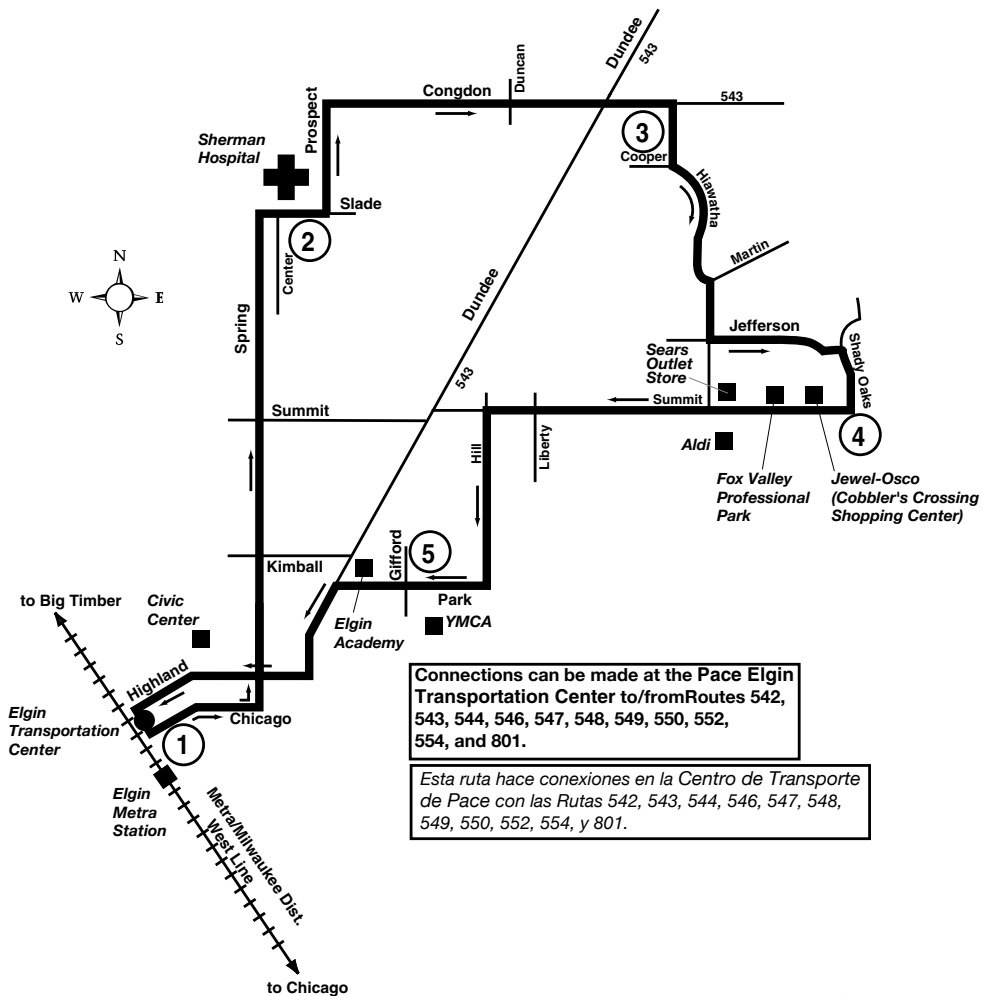 Dundee
543
Duncan
Congdon
543
Prospect
3
Sherman
Hospital
Cooper
Hiawatha
Slade
2
Center
Martin
N
W
E
S
Dundee
Spring
Jefferson
Shady Oaks
Sears
Outlet
Store
543
Summit
Summit
4
Hill
Liberty
Aldi
Fox Valley
Professional
Park
Jewel-Osco
(Cobbler's Crossing
Shopping Center)
Gifford
5
Kimball
Park
to Big Timber
Civic
Center
Elgin
Academy
YMCA
Highland
Connections can be made at the Pace Elgin
Transportation Center to/fromRoutes 542,
543, 544, 546, 547, 548, 549, 550, 552,
554, and 801.
Elgin
Transportation
Center
Chicago
1
Esta ruta hace conexiones en la Centro de Transporte
de Pace con las Rutas 542, 543, 544, 546, 547, 548,
549, 550, 552, 554, y 801.
Elgin
Metra
Station
Metra/Milwaukee Dist.
West Line
to Chicago